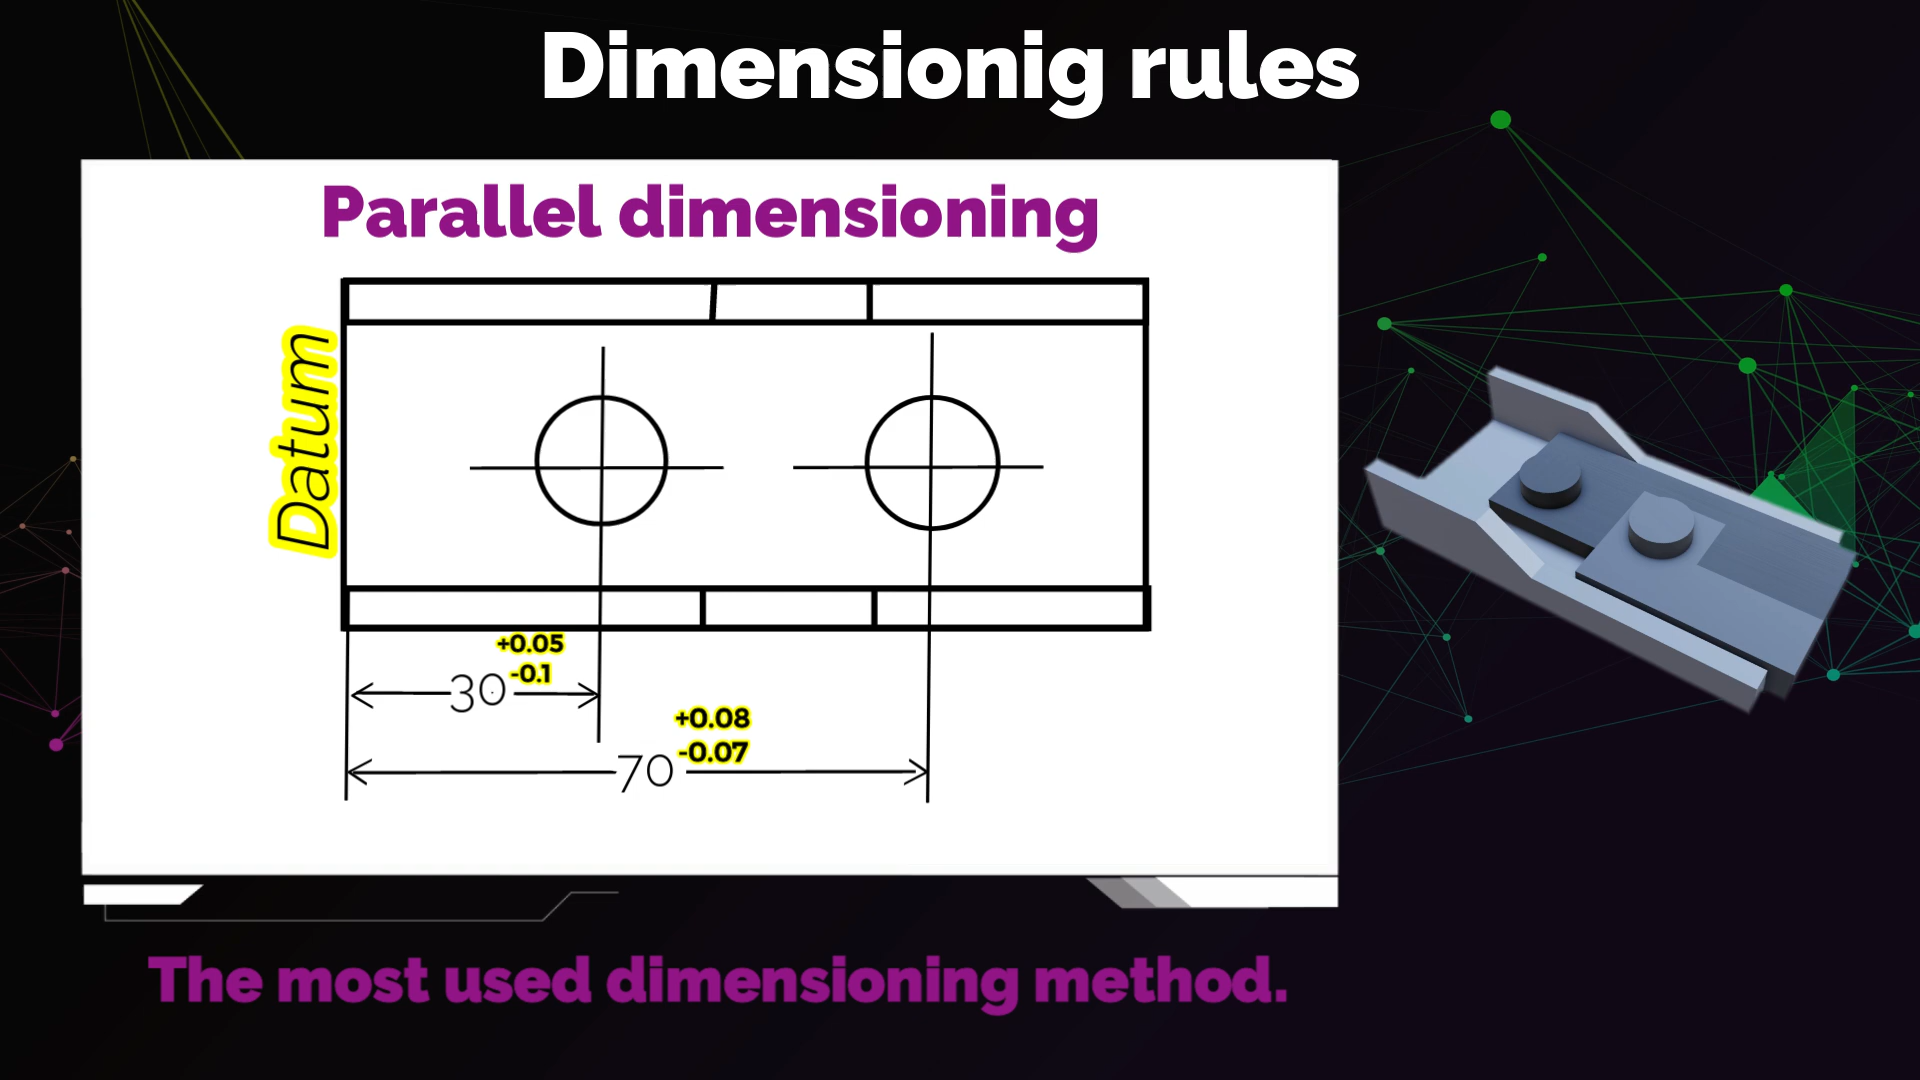 Dimensionig rules
Parallel dimensioning
Datum
+0.05
30 -0.1
+0.08
70 -0.07
The most used dimensioning method.